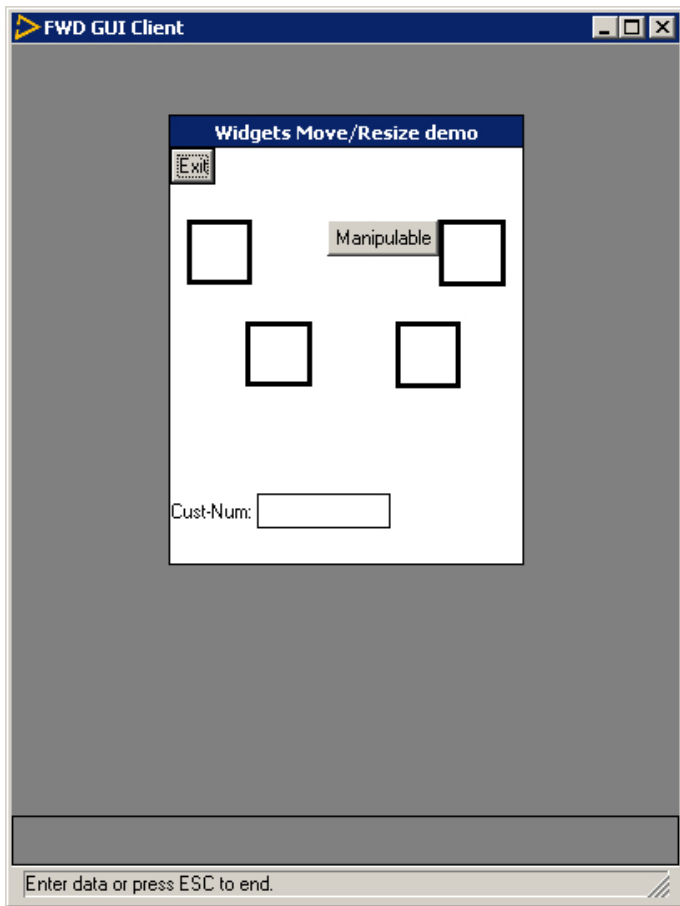 FWD GUI Client
Widgets Move/Resize demo
Exit
Manipulable
Cust-Num:
Enter data or press ESC to end.